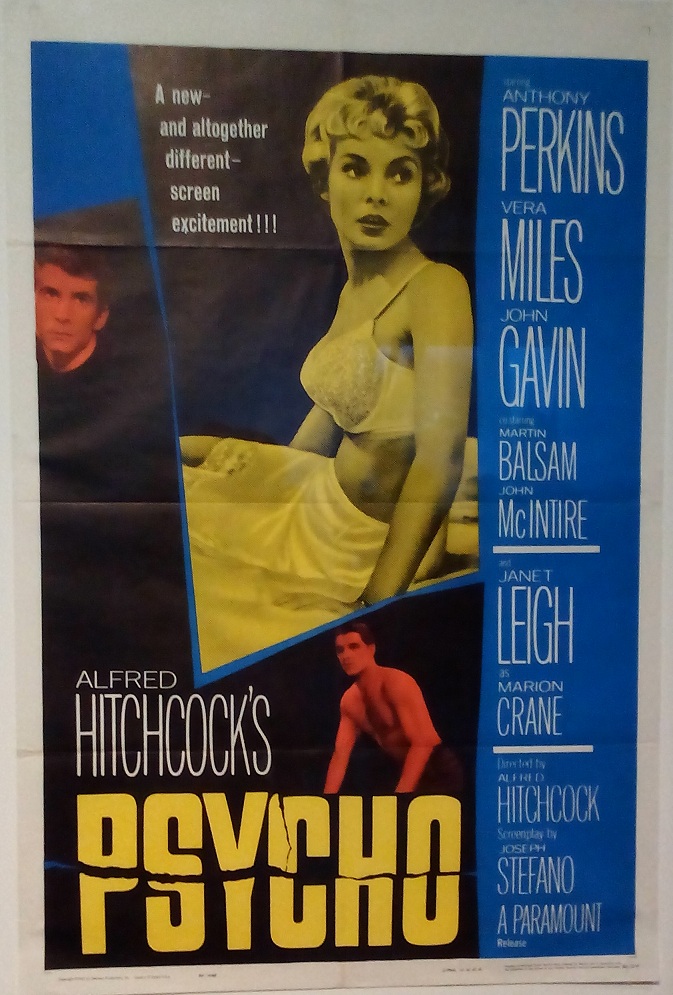 A new-
and altogether
different-
screen
excitement!!!
starring
ANTHONY
PERKINS
VERA
MILES
JOHN
GAVIN
co-starring
MARTIN
BALSAM
JOHN
McINTIRE
and
JANET
LEIGH
as
MARION
CRANE
Directed by
ALFRED
HITCHCOCK
Screenplay by
JOSEPH
STEFANO
A PARAMOUNT
Release
ALFRED
HITCHCOCK'S
PSYCHO